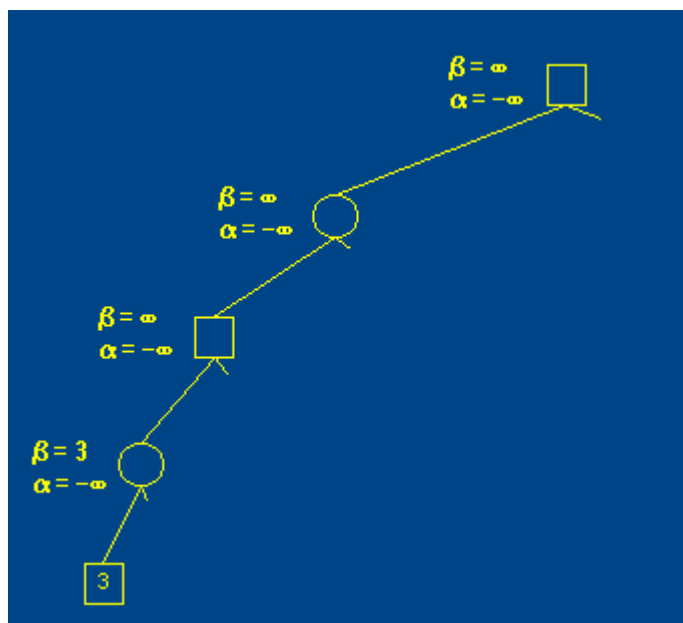 β = ∞
α = −∞
β = ∞
α = −∞
β = ∞
α = −∞
β = 3
α = −∞
3